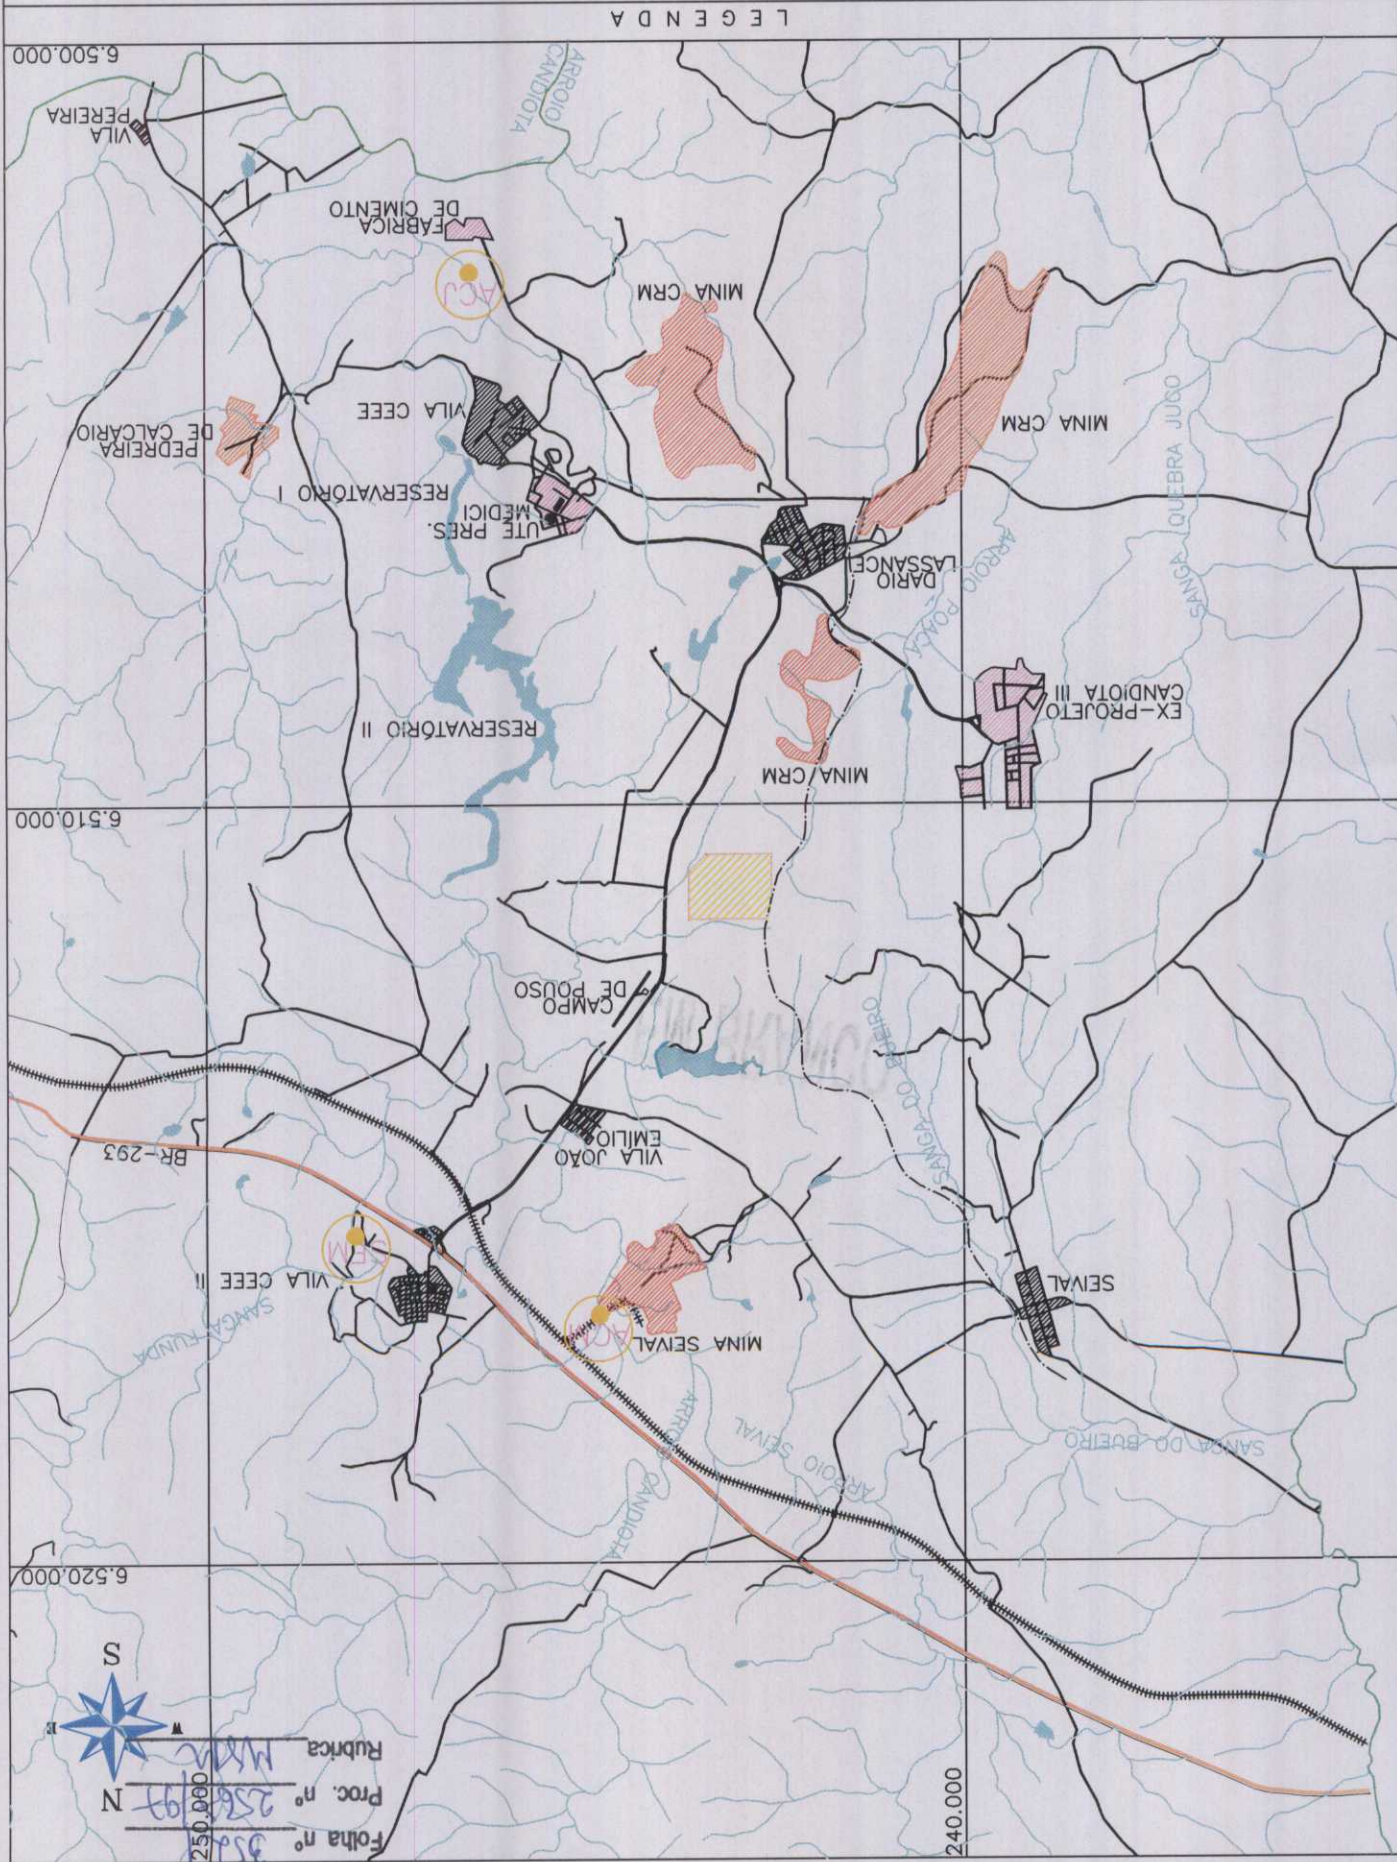 Folha nº
Proc. nº
Rubrica
N
W
E
S
240.000
250.000
6.520.000
ARROIO CANDIOTA
SANGA DO BUEIRO
ARROIO SEIVAL
SANGA FUNDA
MINA SEIVAL
ACM
SEIVAL
VILA CEEE II
BR-293
VILA JOÃO
EMÍLIO
SANGA DO BUEIRO
EM BRANCO
CAMPO
DE POUSO
6.510.000
MINA CRM
EX-PROJETO
CANDIOTA III
RESERVATÓRIO II
DARIO
LASSANCE
ARROIO POACÁ
SANGA QUEBRA JUGO
UTE PRES.
MÉDICI
RESERVATÓRIO I
PEDREIRA
DE CALCÁRIO
MINA CRM
VILA CEEE
MINA CRM
ACJ
FÁBRICA
DE CIMENTO
VILA
PEREIRA
ARROIO
CANDIOTA
6.500.000
LEGENDA